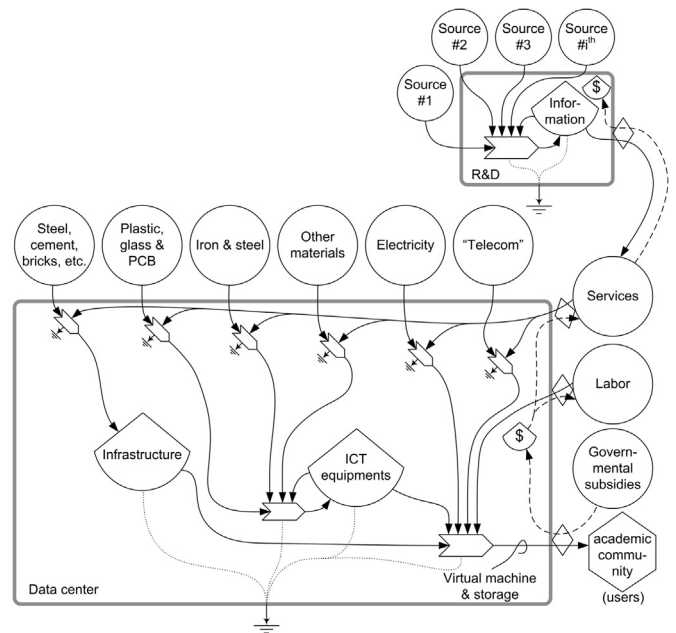 Source
#2
Source
#3
Source
#ith
Source
#1
$
Infor-
mation
R&D
Steel,
cement,
bricks, etc.
Plastic,
glass &
PCB
Iron & steel
Other
materials
Electricity
“Telecom”
Services
Labor
$
Infrastructure
ICT
equipments
Govern-
mental
subsidies
academic
commu-
nity
(users)
Virtual machine
& storage
Data center